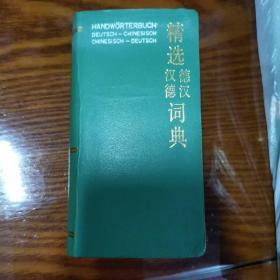 HANDWÖRTERBUCH
DEUTSCH – CHINESISCH
CHINESISCH – DEUTSCH
精选
德汉
汉德
词典